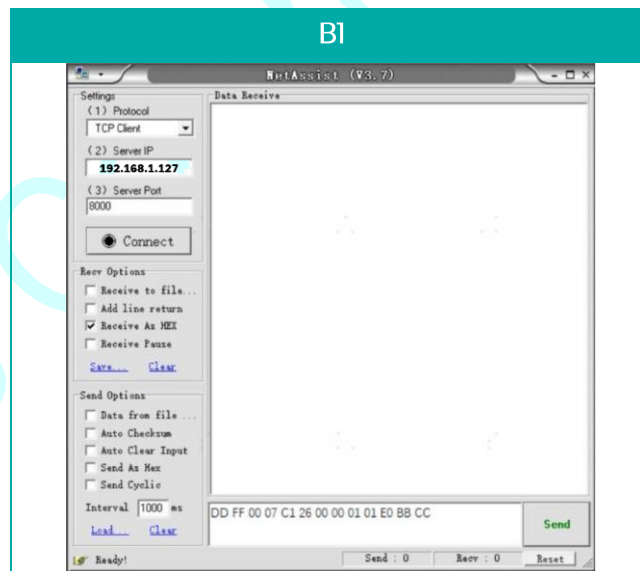 B1
NetAssist (V3.7)
Settings
(1) Protocol
TCP Client
(2) Server IP
192.168.1.127
(3) Server Port
8000
Connect
Recv Options
Receive to file...
Add line return
Receive As HEX
Receive Pause
Save... Clear
Send Options
Data from file ...
Auto Checksum
Auto Clear Input
Send As Hex
Send Cyclic
Interval 1000 ms
Load... Clear
Data Receive
DD FF 00 07 C1 26 00 00 01 01 E0 BB CC
Send
Ready!
Send : 0
Recv : 0
Reset